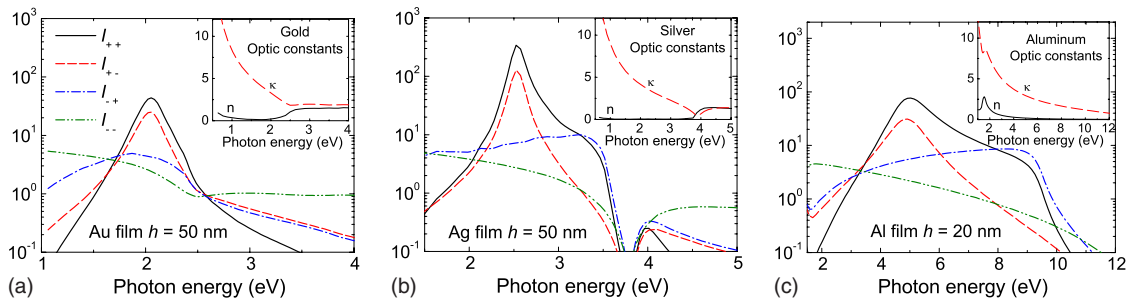 10³
10²
10¹
10⁰
10⁻¹
I₊₊
I₊₋
I₋₊
I₋₋
Gold
Optic constants
κ
n
10
5
0
1
2
3
4
Photon energy (eV)
Au film h = 50 nm
1
2
3
4
(a)
Photon energy (eV)
10³
10²
10¹
10⁰
10⁻¹
Silver
Optic constants
κ
n
10
5
0
1
2
3
4
5
Photon energy (eV)
Ag film h = 50 nm
2
3
4
5
(b)
Photon energy (eV)
10³
10²
10¹
10⁰
10⁻¹
Aluminum
Optic constants
κ
n
10
5
0
2
4
6
8
10
12
Photon energy (eV)
Al film h = 20 nm
2
4
6
8
10
12
(c)
Photon energy (eV)